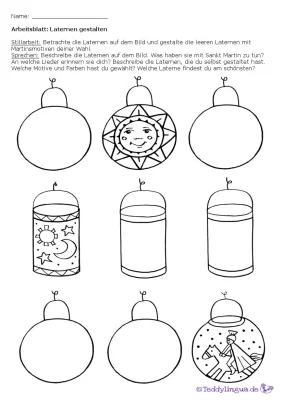 Name: ____________________
Arbeitsblatt: Laternen gestalten
Stillarbeit: Betrachte die Laternen auf dem Bild und gestalte die leeren Laternen mit
Martinsmotiven deiner Wahl.
Sprechen: Beschreibe die Laternen auf dem Bild. Was haben sie mit Sankt Martin zu tun?
An welche Lieder erinnern sie dich? Beschreibe die Laternen, die du selbst gestaltet hast.
Welche Motive und Farben hast du gewählt? Welche Laterne findest du am schönsten?
©Teddylingua.de